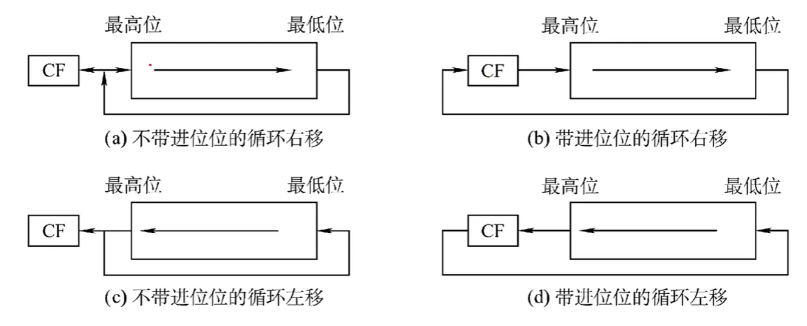 最高位 最低位 最高位 最低位
CF CF
(a) 不带进位位的循环右移 (b) 带进位位的循环右移
最高位 最低位 最高位 最低位
CF CF
(c) 不带进位位的循环左移 (d) 带进位位的循环左移